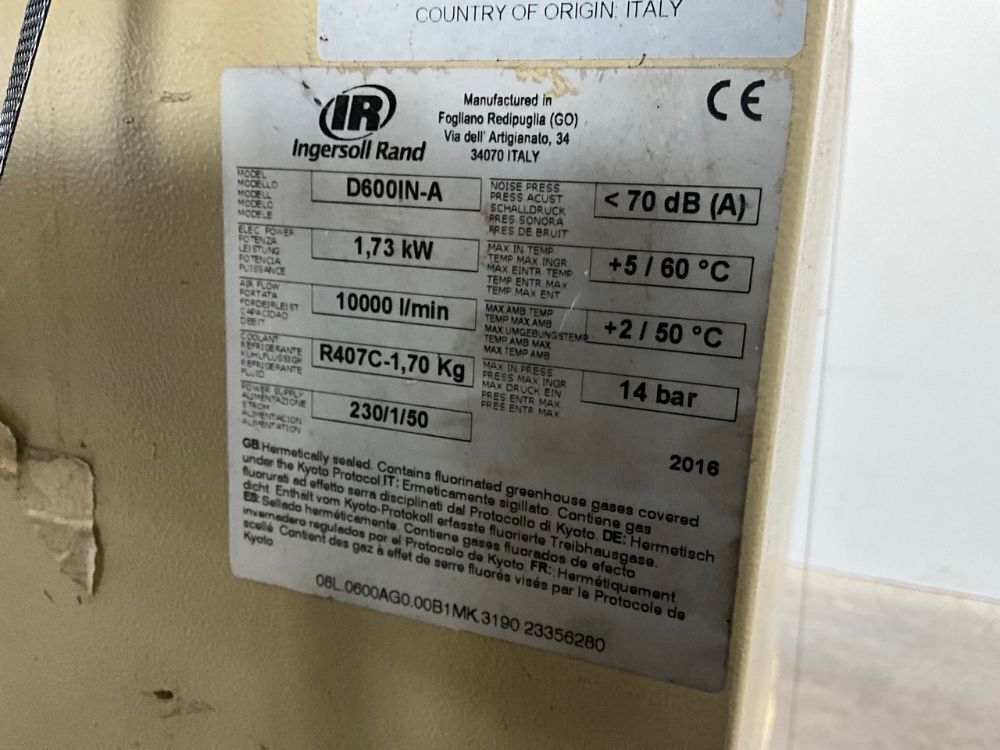 COUNTRY OF ORIGIN: ITALY
IR
Ingersoll Rand
Manufactured in
Fogliano Redipuglia (GO)
Via dell' Artigianato, 34
34070 ITALY
CE
MODEL
MODELLO
MODELL
MODELO
MODELE
D600IN-A
ELEC POWER
POTENZA
LEISTUNG
POTENCIA
PUISSANCE
1,73 kW
AIR FLOW
PORTATA
FORDEIRLEIST
CAPACIDAD
DEBIT
10000 l/min
COOLANT
REFRIGERANTE
KUHLFLUSSIGK
REFRIGERANTE
FLUID
R407C-1,70 Kg
POWER SUPPLY
ALIMENTAZIONE
STROM
ALIMENTACION
ALIMENTATION
230/1/50
NOISE PRESS
PRESS ACUST
SCHALLDRUCK
PRES SONORA
PRES DE BRUIT
< 70 dB (A)
MAX IN TEMP
TEMP MAX INGR
MAX EINTR TEMP
TEMP ENTR MAX
TEMP MAX ENT
+5 / 60 °C
MAX AMB TEMP
TEMP MAX AMB
MAX UMGEBUNGSTEMP
TEMP AMB MAX
MAX TEMP AMB
+2 / 50 °C
MAX IN PRESS
PRESS MAX INGR
MAX DRUCK EIN
PRES ENTR MAX
PRES ENTR MAX
14 bar
2016
GB:Hermetically sealed. Contains fluorinated greenhouse gases covered
under the Kyoto Protocol.IT: Ermeticamente sigillato. Contiene gas
fluorurati ad effetto serra disciplinati dal Protocollo di Kyoto. DE: Hermetisch
dicht. Enthält vom Kyoto-Protokoll erfasste fluorierte Treibhausgase.
ES: Sellado herméticamente. Contiene gases fluorados de efecto
invernadero regulados por el Protocolo de Kyoto. FR: Hermétiquement
scellé. Contient des gaz à effet de serre fluorés visés par le Protocole de
Kyoto
08L.0600AG0.00B1MK.3190 23356280